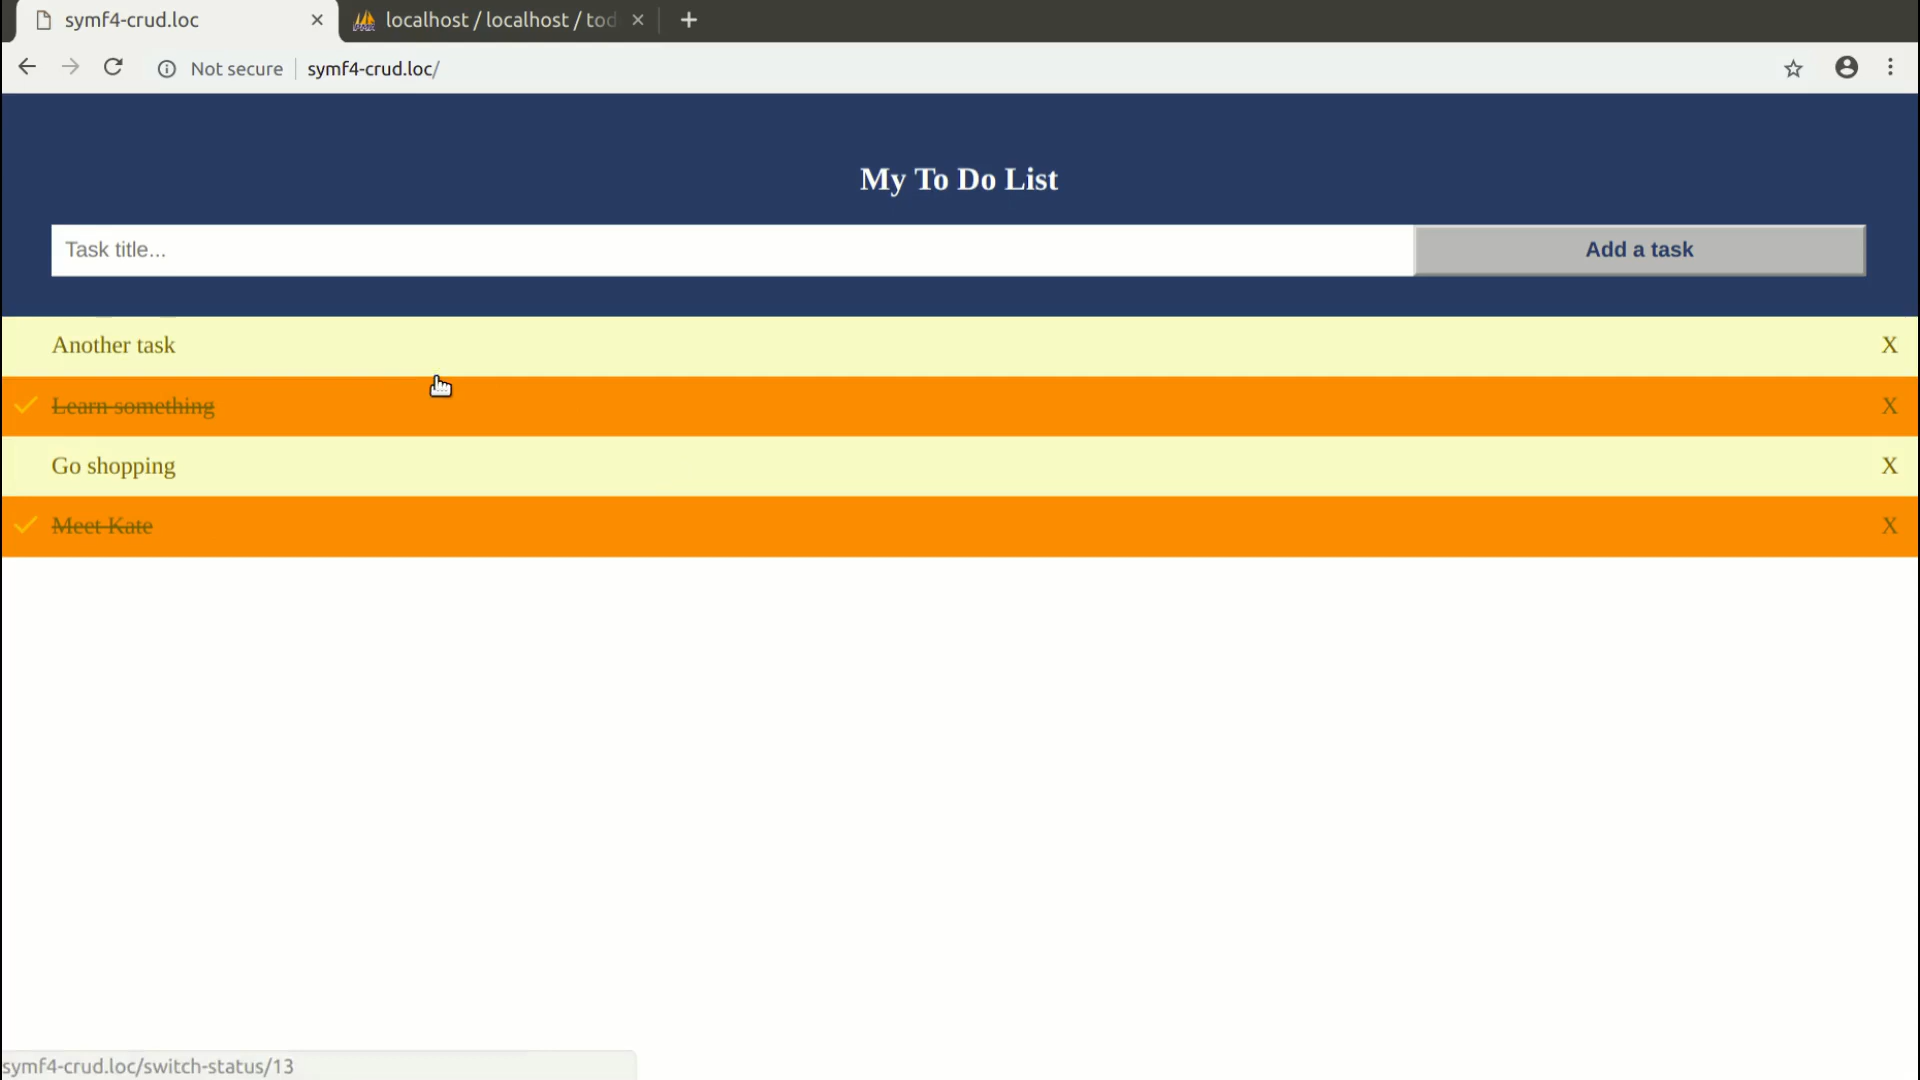 symf4-crud.loc
localhost / localhost / tod
Not secure
symf4-crud.loc/
My To Do List
Task title...
Add a task
Another task X
Learn something X
Go shopping X
Meet Kate X
symf4-crud.loc/switch-status/13